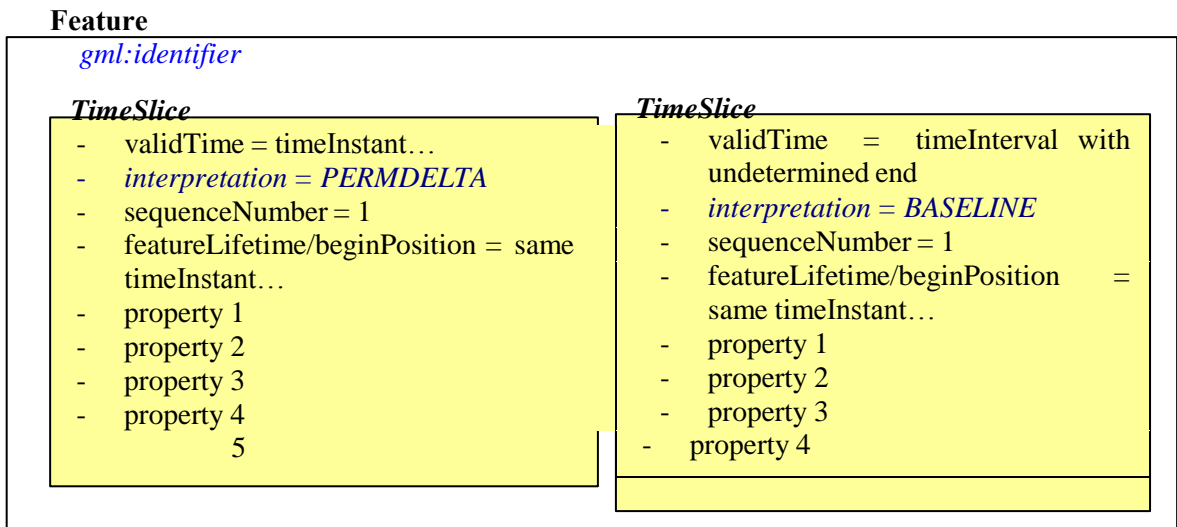 Feature
gml:identifier
TimeSlice
- validTime = timeInstant…
- interpretation = PERMDELTA
- sequenceNumber = 1
- featureLifetime/beginPosition = same
timeInstant…
- property 1
- property 2
- property 3
- property 4
5
TimeSlice
- validTime = timeInterval with
undetermined end
- interpretation = BASELINE
- sequenceNumber = 1
- featureLifetime/beginPosition =
same timeInstant…
- property 1
- property 2
- property 3
- property 4